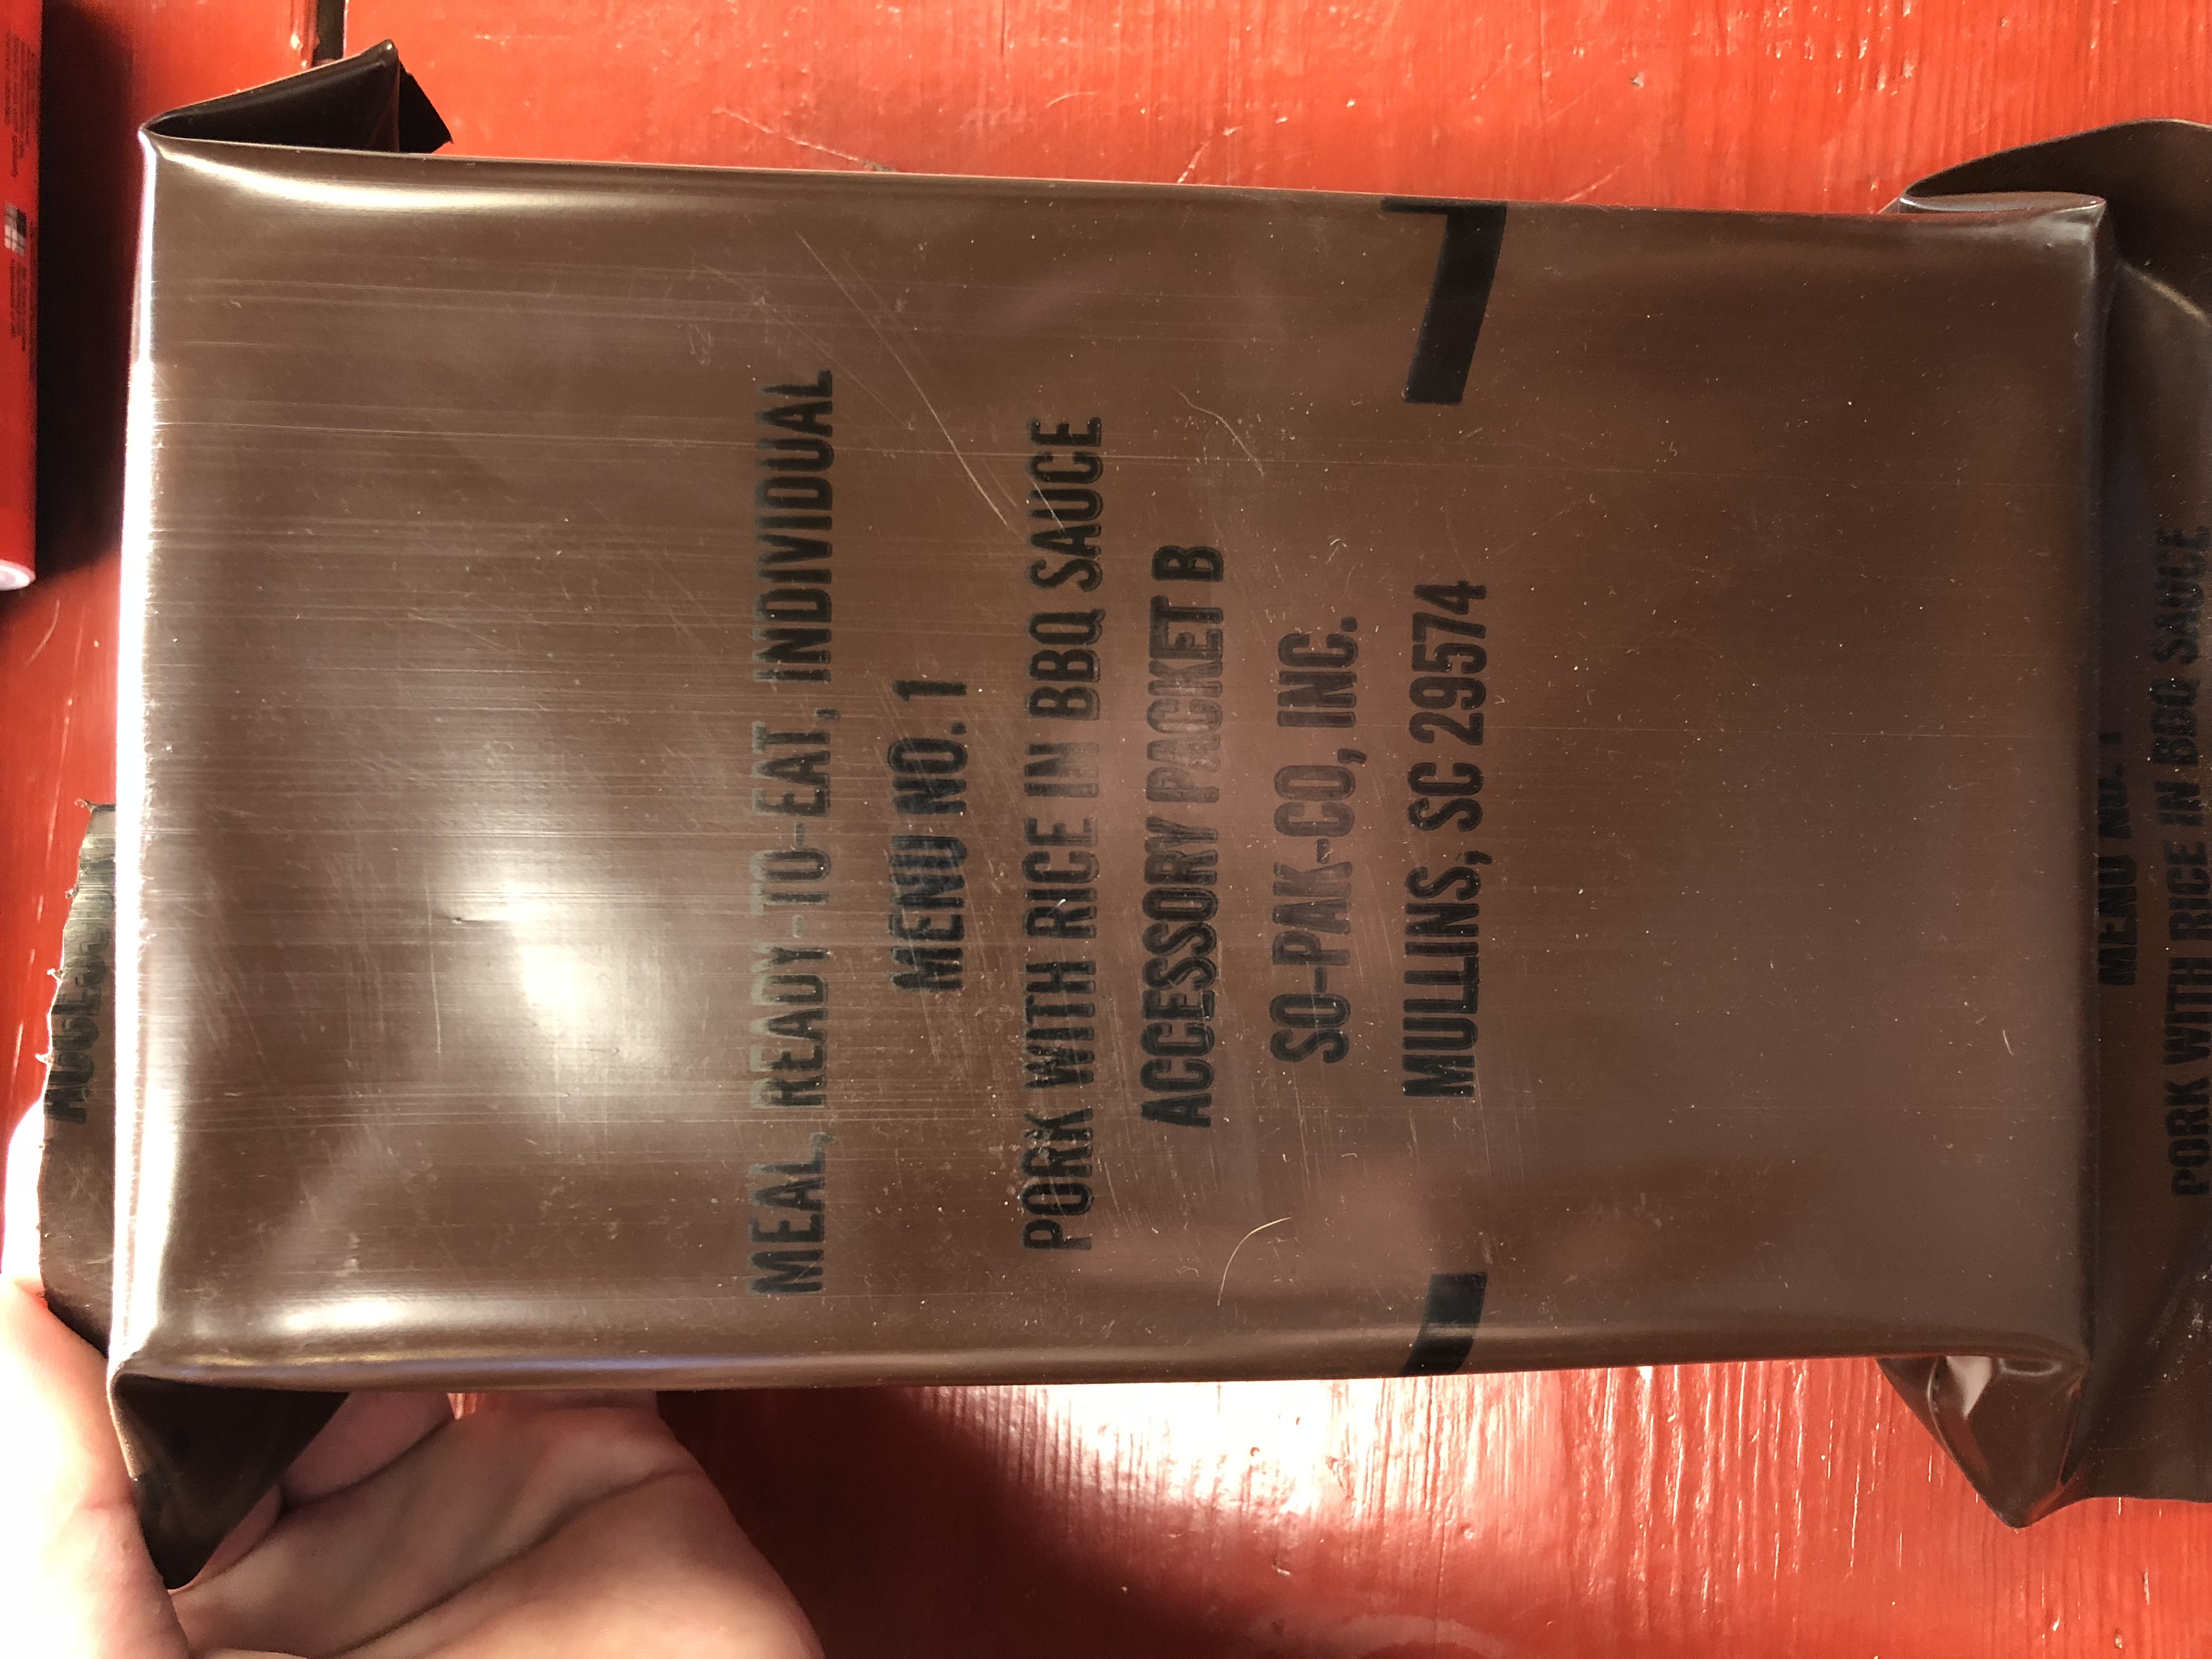 MEAL, READY-TO-EAT, INDIVIDUAL
MENU NO. 1
PORK WITH RICE IN BBQ SAUCE
ACCESSORY PACKET B
SO-PAK-CO, INC.
MULLINS, SC 29574
MENU NO. 1
PORK WITH RICE IN BBQ SAUCE